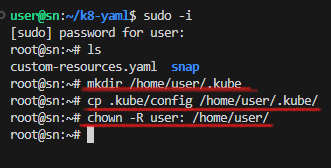 user@sn:~/k8-yaml$ sudo -i
[sudo] password for user:
root@sn:~# ls
custom-resources.yaml  snap
root@sn:~# mkdir /home/user/.kube
root@sn:~# cp .kube/config /home/user/.kube/
root@sn:~# chown -R user: /home/user/
root@sn:~#